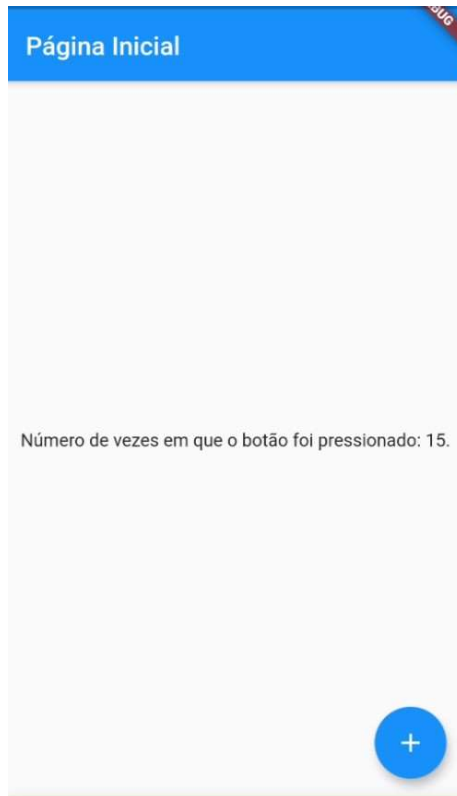 Página Inicial
Número de vezes em que o botão foi pressionado: 15.
+